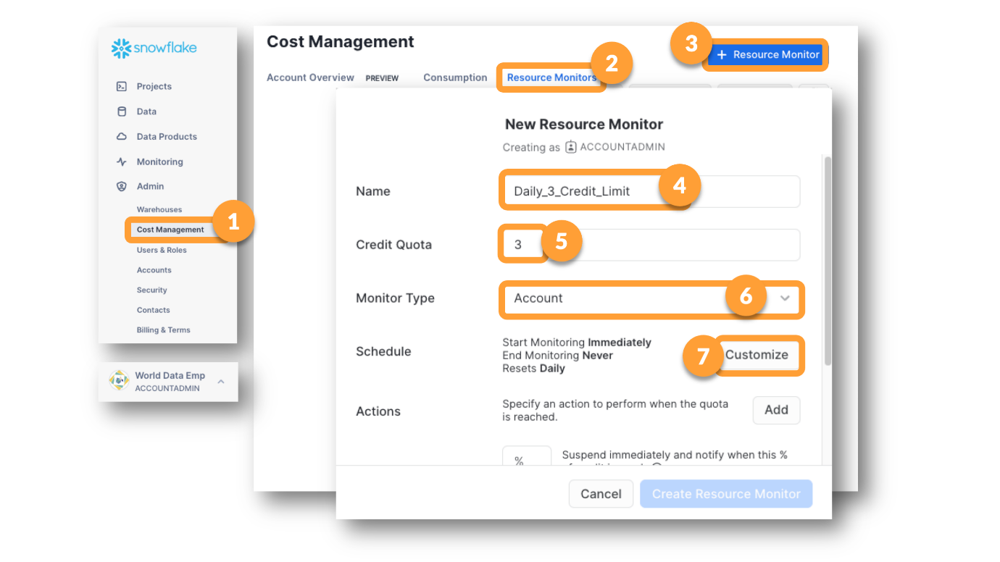 snowflake
Projects
Data
Data Products
Monitoring
Admin
Warehouses
Cost Management
1
Users & Roles
Accounts
Security
Contacts
Billing & Terms
World Data Emp
ACCOUNTADMIN
Cost Management
3
+ Resource Monitor
Account Overview PREVIEW Consumption Resource Monitors 2
New Resource Monitor
Creating as ACCOUNTADMIN
Name Daily_3_Credit_Limit 4
Credit Quota 3 5
Monitor Type Account 6
Schedule
Start Monitoring Immediately
End Monitoring Never
Resets Daily
7 Customize
Actions
Specify an action to perform when the quota
is reached.
Add
%
Suspend immediately and notify when this %
Cancel Create Resource Monitor